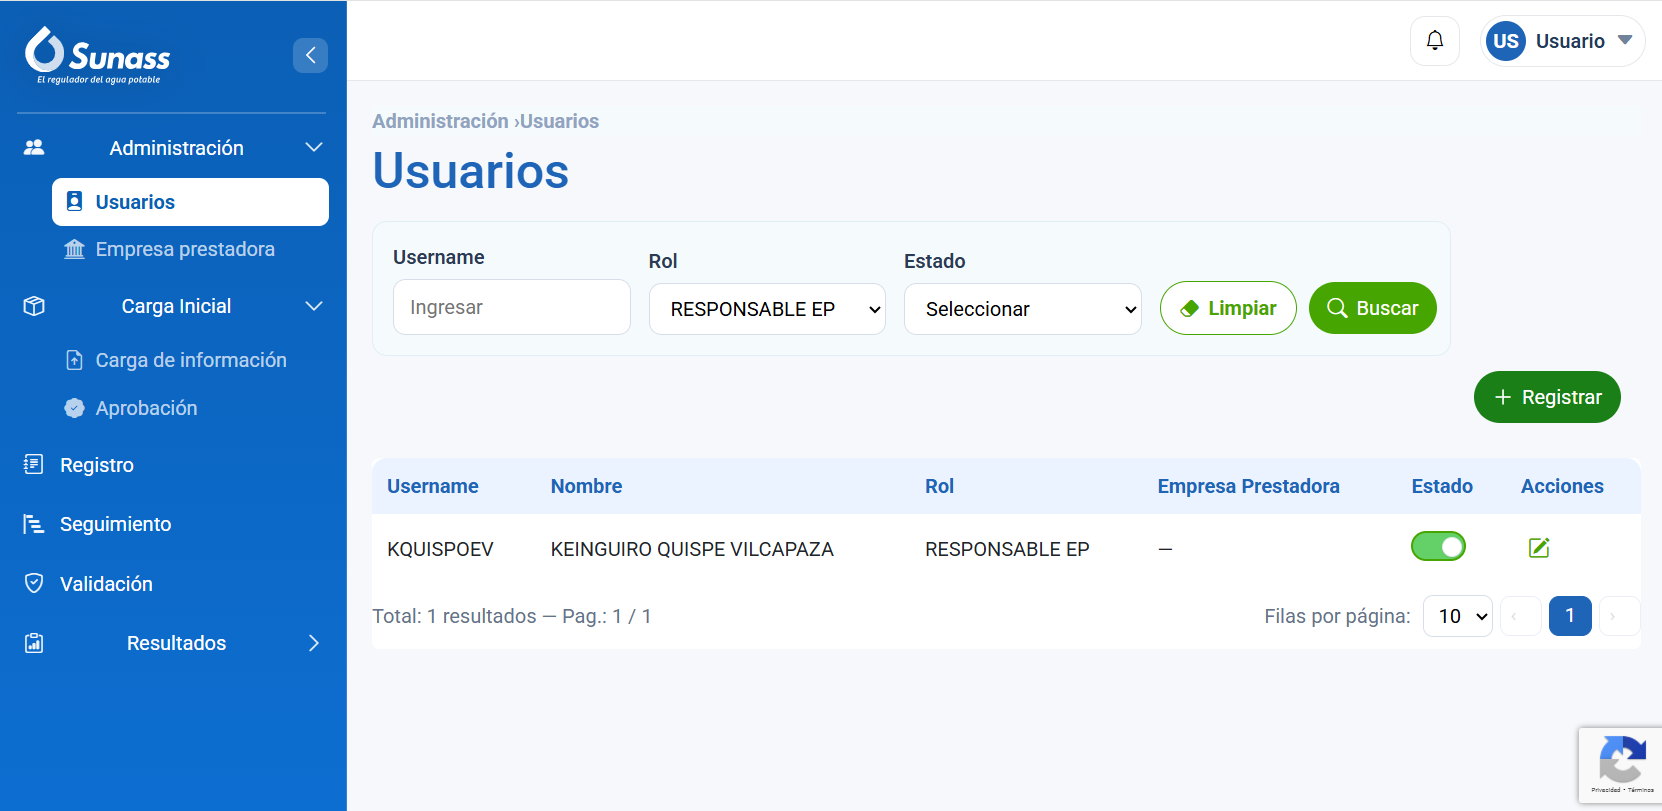 Sunass
El regulador del agua potable
Administración
Usuarios
Empresa prestadora
Carga Inicial
Carga de información
Aprobación
Registro
Seguimiento
Validación
Resultados
US Usuario
Administración ›Usuarios
Usuarios
Username Rol Estado
Ingresar RESPONSABLE EP Seleccionar Limpiar Buscar
+ Registrar
Username Nombre Rol Empresa Prestadora Estado Acciones
KQUISPOEV KEINGUIRO QUISPE VILCAPAZA RESPONSABLE EP —
Total: 1 resultados — Pag.: 1 / 1 Filas por página: 10 ‹ 1 ›
Privacidad - Términos